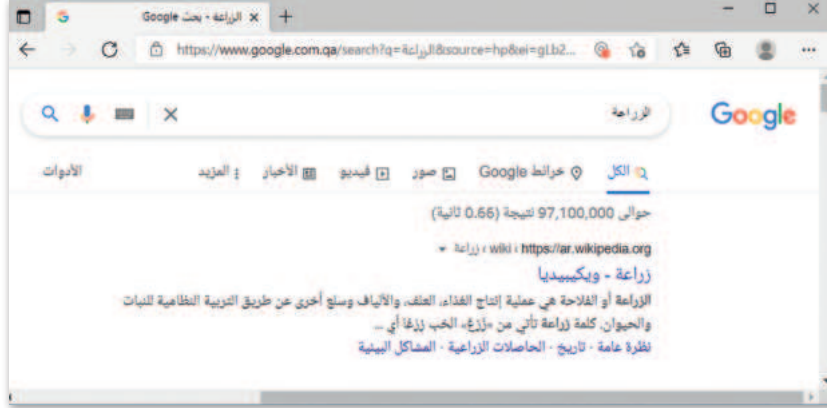 الزراعة - بحث Google
https://www.google.com.qa/search?q=الزراعة&source=hp&ei=gLb2...
Google
الزراعة
الكل خرائط Google صور فيديو الأخبار المزيد الأدوات
حوالى 97,100,000 نتيجة (0.66 ثانية)
https://ar.wikipedia.org › wiki › زراعة
زراعة - ويكيبيديا
الزراعة أو الفلاحة هي عملية إنتاج الغذاء، العلف، والألياف وسلع أخرى عن طريق التربية النظامية للنبات
والحيوان. كلمة زراعة تأتي من «زَرَعَ» الحب زرعًا أي ...
نظرة عامة · تاريخ · الحاصلات الزراعية · المشاكل البيئية